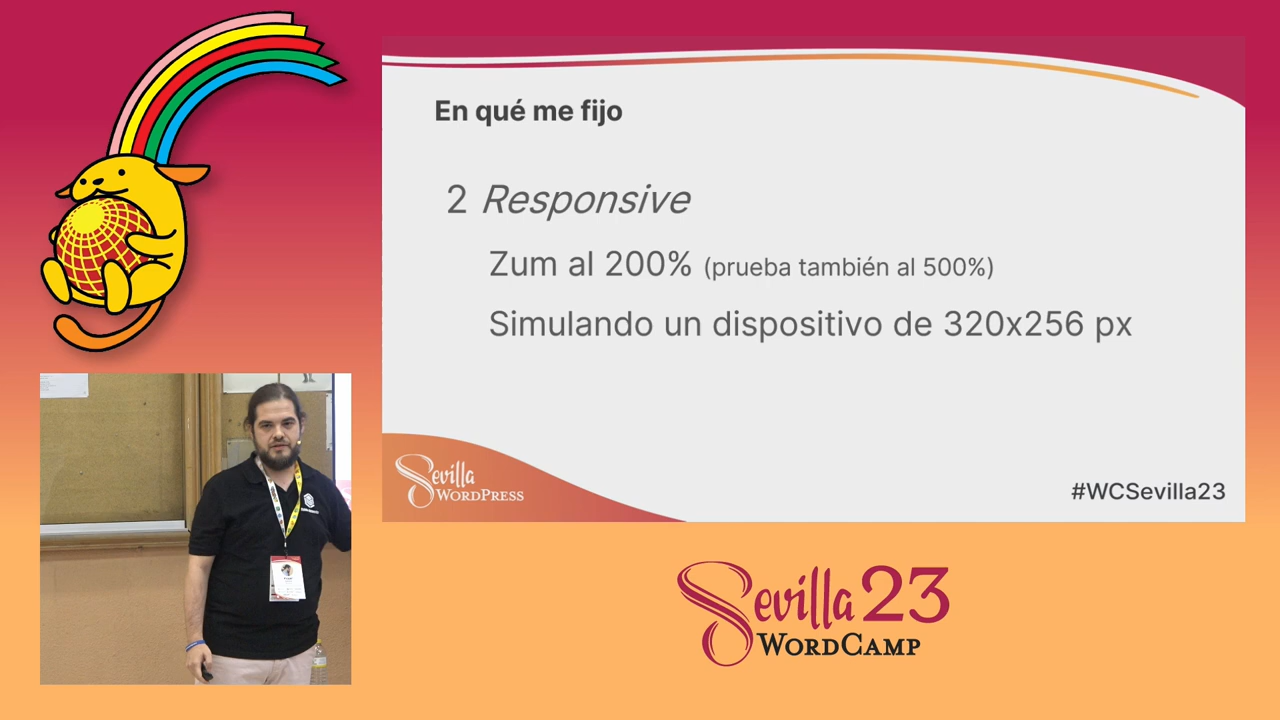 En qué me fijo
2 Responsive
Zum al 200% (prueba también al 500%)
Simulando un dispositivo de 320x256 px
Sevilla
WORDPRESS
#WCSevilla23
Sevilla 23
WORDCAMP